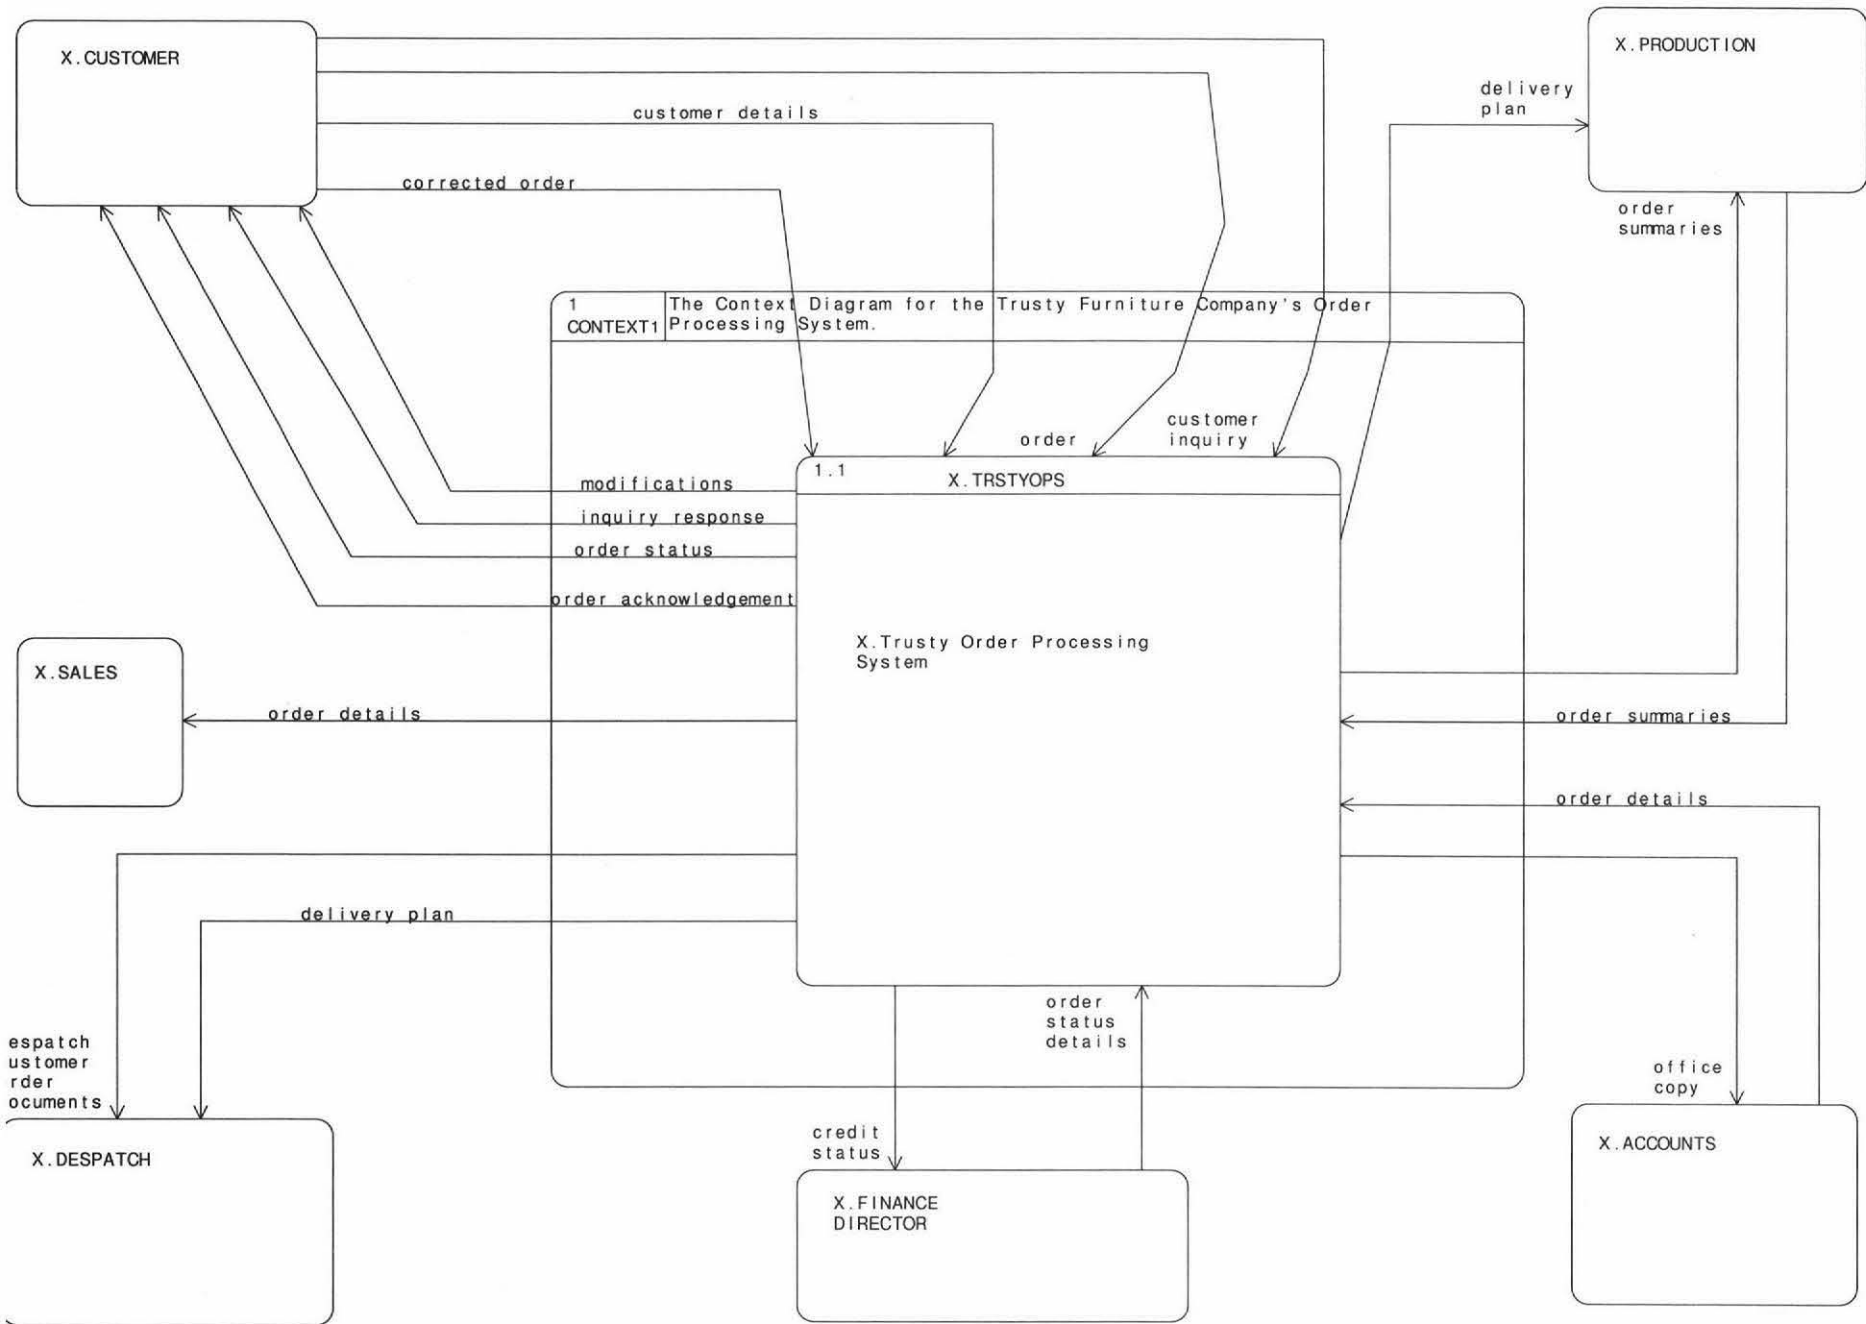 X.CUSTOMER
X.PRODUCTION
delivery
plan
customer details
corrected order
order
summaries
1
CONTEXT1
The Context Diagram for the Trusty Furniture Company's Order
Processing System.
customer
inquiry
order
1.1
X.TRSTYOPS
modifications
inquiry response
order status
order acknowledgement
X.Trusty Order Processing
System
X.SALES
order details
order summaries
order details
delivery plan
order
status
details
espatch
ustomer
rder
ocuments
office
copy
credit
status
X.DESPATCH
X.FINANCE
DIRECTOR
X.ACCOUNTS